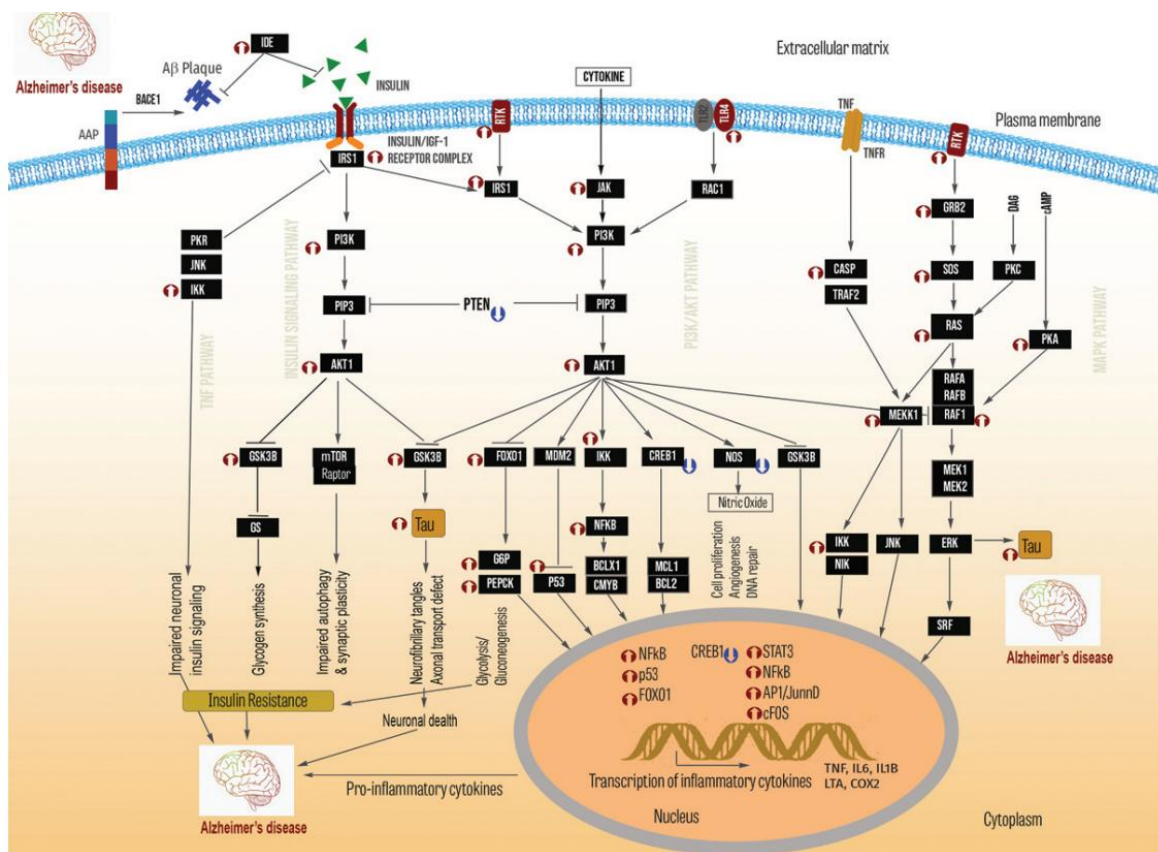 Extracellular matrix
IDE
Aβ Plaque
Alzheimer's disease
INSULIN
CYTOKINE
BACE1
AAP
RTK
TLR2
TLR4
TNF
TNFR
RTK
Plasma membrane
INSULIN/IGF-1
RECEPTOR COMPLEX
IRS1
IRS1
JAK
RAC1
GRB2
DAG
cAMP
PKR
JNK
IKK
PI3K
PI3K
CASP
TRAF2
SOS
PKC
TNF PATHWAY
INSULIN SIGNALING PATHWAY
PI3K/AKT PATHWAY
MAPK PATHWAY
PIP3
PTEN
PIP3
RAS
PKA
AKT1
AKT1
RAFA
RAFB
RAF1
MEKK1
GSK3B
mTOR
Raptor
GSK3B
FOXO1
MDM2
IKK
CREB1
NOS
GSK3B
MEK1
MEK2
Nitric Oxide
GS
Tau
NFKB
G6P
PEPCK
P53
BCLX1
CMYB
MCL1
BCL2
Cell proliferation
Angiogenesis
DNA repair
IKK
NIK
JNK
ERK
Tau
SRF
Alzheimer's disease
Impaired neuronal
insulin signaling
Glycogen synthesis
Impaired autophagy
& synaptic plasticity
Neurofibrillary tangles
Axonal transport defect
Glycolysis/
Gluconeogenesis
Insulin Resistance
Neuronal death
NFkB
p53
FOXO1
CREB1
STAT3
NFkB
AP1/JunnD
cFOS
Transcription of inflammatory cytokines
TNF, IL6, IL1B
LTA, COX2
Pro-inflammatory cytokines
Nucleus
Cytoplasm
Alzheimer's disease